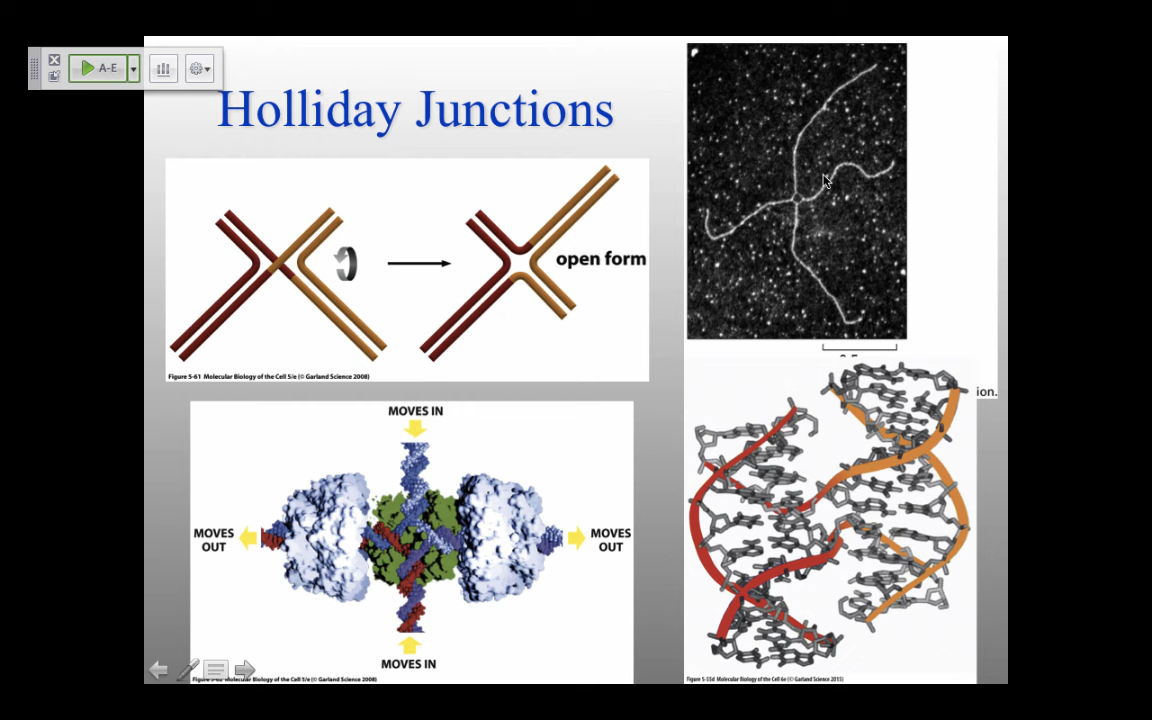 A-E
Holliday Junctions
open form
Figure 5-61 Molecular Biology of the Cell 5/e (© Garland Science 2008)
ion.
MOVES IN
MOVES
OUT
MOVES
OUT
MOVES IN
Molecular Biology of the Cell 5/e (© Garland Science 2008)
Figure 5-55d Molecular Biology of the Cell 6e (© Garland Science 2015)